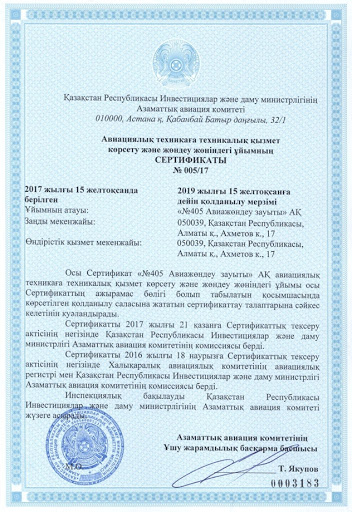 Қазақстан Республикасы Инвестициялар және даму министрлігінің
Азаматтық авиация комитеті
010000, Астана қ, Қабанбай Батыр даңғылы, 32/1
Авиациялық техникаға техникалық қызмет
көрсету және жөндеу жөніндегі ұйымның
СЕРТИФИКАТЫ
№ 005/17
2017 жылғы 15 желтоқсанда 2019 жылғы 15 желтоқсанға
берілген дейін қолданылу мерзімі
Ұйымның атауы: «№405 Авиажөндеу зауыты» АҚ
Заңды мекенжайы: 050039, Қазақстан Республикасы,
Алматы қ., Ахметов к., 17
Өндірістік қызмет мекенжайы: 050039, Қазақстан Республикасы,
Алматы қ., Ахметов к., 17
Осы Сертификат «№405 Авиажөндеу зауыты» АҚ авиациялық
техникаға техникалық қызмет көрсету және жөндеу ұйымы осы
Сертификаттың ажырамас бөлігі болып табылатын қосымшасында
көрсетілген қолданылу саласына жататын сертификаттау талаптарына сәйкес
келетінін куәландырады.
Сертификатты 2017 жылғы 21 қазанға Сертификаттық тексеру
актісінің негізінде Қазақстан Республикасы Инвестициялар және даму
министрлігі Азаматтық авиация комитетінің комиссиясы берді.
Сертификатты 2016 жылғы 18 наурызға Сертификаттық тексеру
актісінің негізінде Халықаралық авиациялық комитетінің авиациялық
регистрі мен Қазақстан Республикасы Инвестициялар және даму министрлігі
Азаматтық авиация комитетінің комиссиясы берді.
Инспекциялық бақылауды Қазақстан Республикасы
Инвестициялар және даму министрлігінің Азаматтық авиация комитеті
жүзеге асырады.
Азаматтық авиация комитетінің
Ұшу жарамдылық басқарма басшысы
М.О.
Т. Якупов
0003183